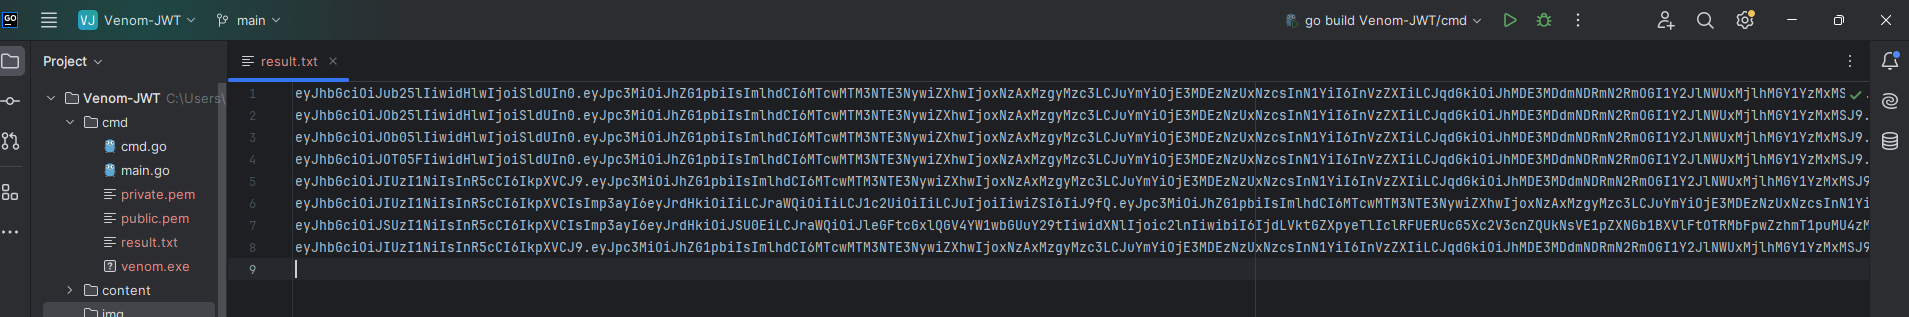 GO VJ Venom-JWT main go build Venom-JWT/cmd
Project
result.txt
Venom-JWT C:\Users\
cmd
cmd.go
main.go
private.pem
public.pem
result.txt
venom.exe
content
img
1 eyJhbGciOiJub25lIiwidHlwIjoiSldUIn0.eyJpc3MiOiJhZG1pbiIsImlhdCI6MTcwMTM3NTE3NywiZXhwIjoxNzAxMzgyMzc3LCJuYmYiOjE3MDEzNzUxNzcsInN1YiI6InVzZXIiLCJqdGkiOiJhMDE3MDdmNDRmN2RmOGI1Y2JlNWUxMjlhMGY1YzMxMS
2 eyJhbGciOiJOb25lIiwidHlwIjoiSldUIn0.eyJpc3MiOiJhZG1pbiIsImlhdCI6MTcwMTM3NTE3NywiZXhwIjoxNzAxMzgyMzc3LCJuYmYiOjE3MDEzNzUxNzcsInN1YiI6InVzZXIiLCJqdGkiOiJhMDE3MDdmNDRmN2RmOGI1Y2JlNWUxMjlhMGY1YzMxMSJ9.
3 eyJhbGciOiJOb05lIiwidHlwIjoiSldUIn0.eyJpc3MiOiJhZG1pbiIsImlhdCI6MTcwMTM3NTE3NywiZXhwIjoxNzAxMzgyMzc3LCJuYmYiOjE3MDEzNzUxNzcsInN1YiI6InVzZXIiLCJqdGkiOiJhMDE3MDdmNDRmN2RmOGI1Y2JlNWUxMjlhMGY1YzMxMSJ9.
4 eyJhbGciOiJOT05FIiwidHlwIjoiSldUIn0.eyJpc3MiOiJhZG1pbiIsImlhdCI6MTcwMTM3NTE3NywiZXhwIjoxNzAxMzgyMzc3LCJuYmYiOjE3MDEzNzUxNzcsInN1YiI6InVzZXIiLCJqdGkiOiJhMDE3MDdmNDRmN2RmOGI1Y2JlNWUxMjlhMGY1YzMxMSJ9.
5 eyJhbGciOiJIUzI1NiIsInR5cCI6IkpXVCJ9.eyJpc3MiOiJhZG1pbiIsImlhdCI6MTcwMTM3NTE3NywiZXhwIjoxNzAxMzgyMzc3LCJuYmYiOjE3MDEzNzUxNzcsInN1YiI6InVzZXIiLCJqdGkiOiJhMDE3MDdmNDRmN2RmOGI1Y2JlNWUxMjlhMGY1YzMxMSJ9
6 eyJhbGciOiJIUzI1NiIsInR5cCI6IkpXVCIsImp3ayI6eyJrdHkiOiIiLCJraWQiOiIiLCJ1c2UiOiIiLCJuIjoiIiwiZSI6IiJ9fQ.eyJpc3MiOiJhZG1pbiIsImlhdCI6MTcwMTM3NTE3NywiZXhwIjoxNzAxMzgyMzc3LCJuYmYiOjE3MDEzNzUxNzcsInN1Yi
7 eyJhbGciOiJSUzI1NiIsInR5cCI6IkpXVCIsImp3ayI6eyJrdHkiOiJSU0EiLCJraWQiOiJleGFtcGxlQGV4YW1wbGUuY29tIiwidXNlIjoic2lnIiwibiI6IjdLVktGZXpyeTlIclRFUERUcG5Xc2V3cnZQUkNsVE1pZXNGb1BXVlFtOTRMbFpwZzhmT1puMU4zM
8 eyJhbGciOiJIUzI1NiIsInR5cCI6IkpXVCJ9.eyJpc3MiOiJhZG1pbiIsImlhdCI6MTcwMTM3NTE3NywiZXhwIjoxNzAxMzgyMzc3LCJuYmYiOjE3MDEzNzUxNzcsInN1YiI6InVzZXIiLCJqdGkiOiJhMDE3MDdmNDRmN2RmOGI1Y2JlNWUxMjlhMGY1YzMxMSJ9
9